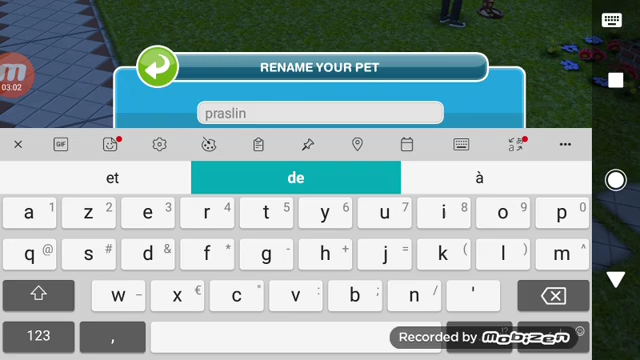 RENAME YOUR PET
03.02
praslin
GIF
et de à
a 1 z 2 e 3 r 4 t 5 y 6 u 7 i 8 o 9 p 0
q @ s # d & f * g - h + j = k ( l ) m ^
w _ x € c " v : b ; n / '
123 , Recorded by mobizen